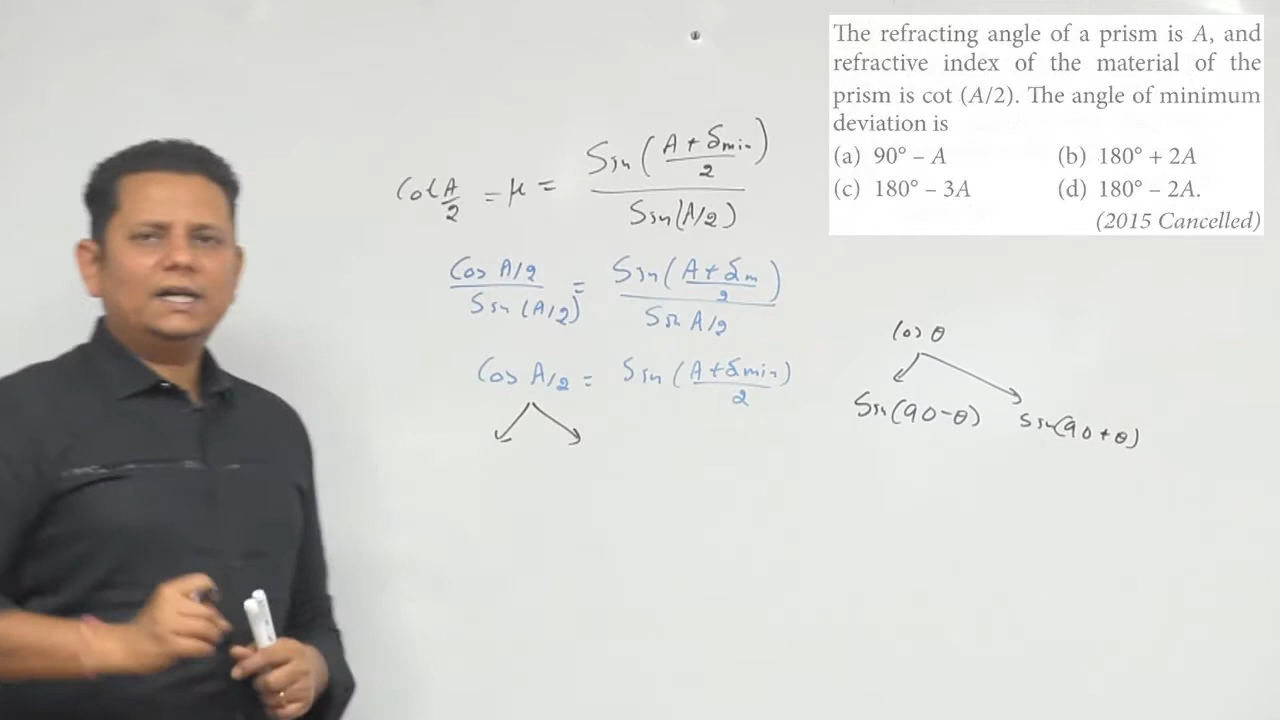 The refracting angle of a prism is A, and
refractive index of the material of the
prism is cot (A/2). The angle of minimum
deviation is
(a) 90° – A (b) 180° + 2A
(c) 180° – 3A (d) 180° – 2A.
(2015 Cancelled)
Cot A/2 = μ = Sin(A + δmin/2) / Sin(A/2)
Cos A/2 / Sin(A/2) = Sin(A + δm/2) / Sin A/2
Cos A/2 = Sin(A + δmin/2)
Cos θ
Sin(90-θ) Sin(90+θ)